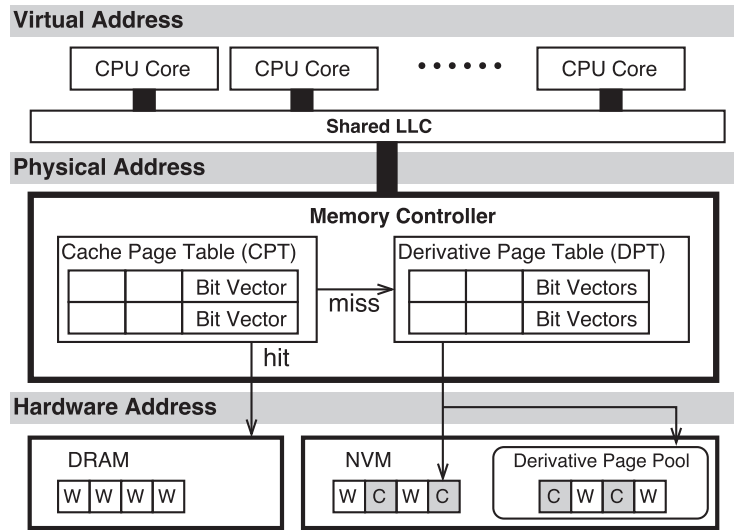 Virtual Address
CPU Core CPU Core • • • • • • CPU Core
Shared LLC
Physical Address
Memory Controller
Cache Page Table (CPT) Derivative Page Table (DPT)
Bit Vector Bit Vectors
miss
Bit Vector Bit Vectors
hit
Hardware Address
DRAM NVM Derivative Page Pool
W W W W W C W C C W C W